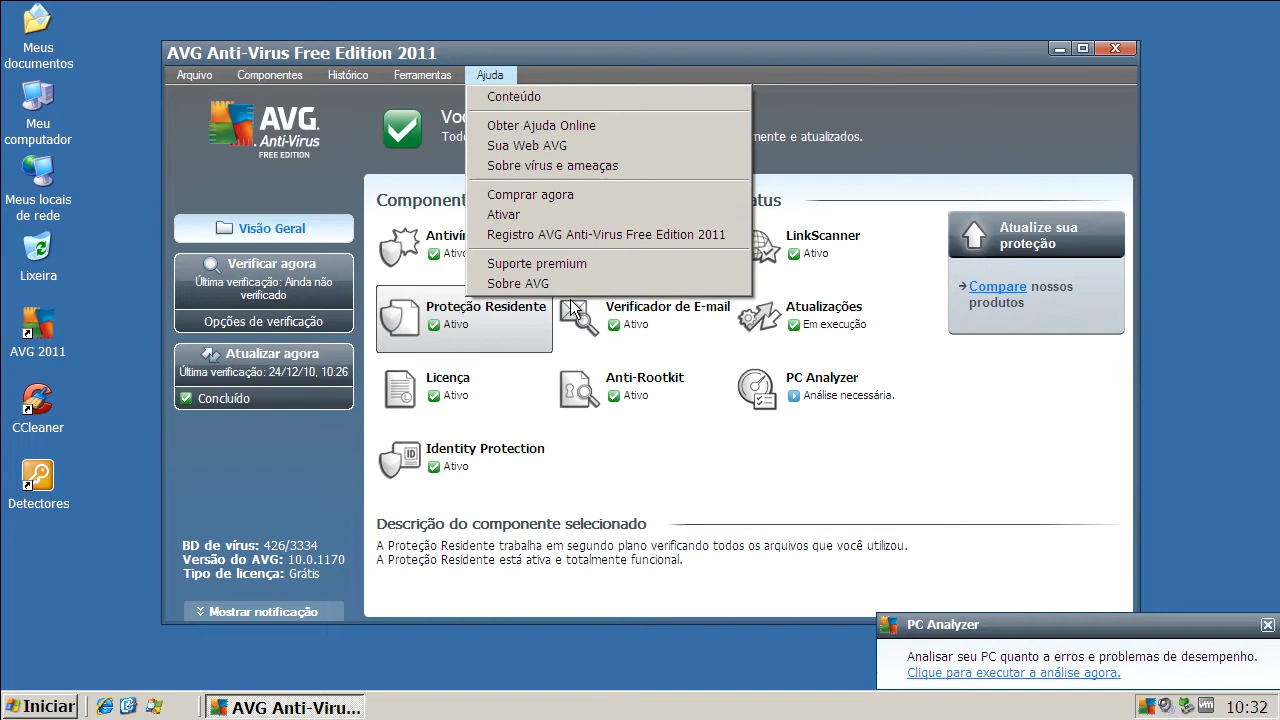 Meus
documentos
Meu
computador
Meus locais
de rede
Lixeira
AVG 2011
CCleaner
Detectores
AVG Anti-Virus Free Edition 2011
Arquivo Componentes Histórico Ferramentas Ajuda
AVG
Anti-Virus
FREE EDITION
Conteúdo
Obter Ajuda Online
Sua Web AVG
Sobre vírus e ameaças
Comprar agora
Ativar
Registro AVG Anti-Virus Free Edition 2011
Suporte premium
Sobre AVG
mente e atualizados.
Visão Geral
Verificar agora
Última verificação: Ainda não
verificado
Opções de verificação
Atualizar agora
Última verificação: 24/12/10, 10:26
Concluído
BD de vírus: 426/3334
Versão do AVG: 10.0.1170
Tipo de licença: Grátis
Mostrar notificação
LinkScanner
Ativo
Proteção Residente
Ativo
Verificador de E-mail
Ativo
Atualizações
Em execução
Licença
Ativo
Anti-Rootkit
Ativo
PC Analyzer
Análise necessária.
Identity Protection
Ativo
Atualize sua
proteção
Compare nossos
produtos
Descrição do componente selecionado
A Proteção Residente trabalha em segundo plano verificando todos os arquivos que você utilizou.
A Proteção Residente está ativa e totalmente funcional.
PC Analyzer
Analisar seu PC quanto a erros e problemas de desempenho.
Clique para executar a análise agora.
Iniciar
AVG Anti-Viru...
10:32